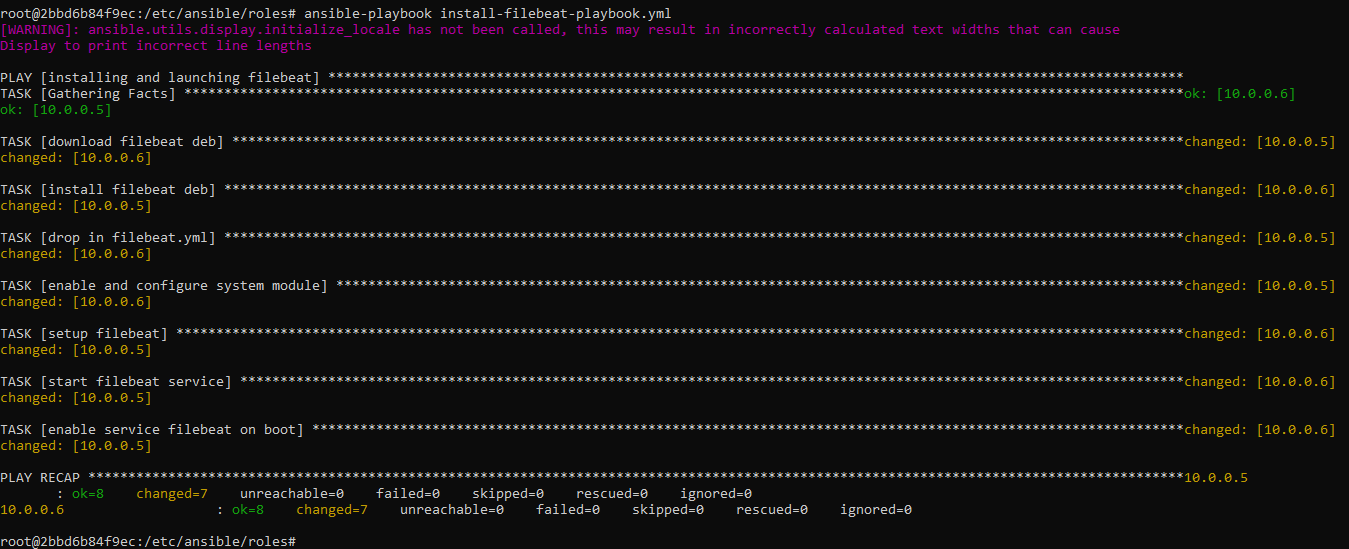 root@2bbd6b84f9ec:/etc/ansible/roles# ansible-playbook install-filebeat-playbook.yml
[WARNING]: ansible.utils.display.initialize_locale has not been called, this may result in incorrectly calculated text widths that can cause
Display to print incorrect line lengths
PLAY [installing and launching filebeat] ***********************************************************************************************************
TASK [Gathering Facts] *****************************************************************************************************************************ok: [10.0.0.6]
ok: [10.0.0.5]
TASK [download filebeat deb] ***********************************************************************************************************************changed: [10.0.0.5]
changed: [10.0.0.6]
TASK [install filebeat deb] ************************************************************************************************************************changed: [10.0.0.6]
changed: [10.0.0.5]
TASK [drop in filebeat.yml] ************************************************************************************************************************changed: [10.0.0.5]
changed: [10.0.0.6]
TASK [enable and configure system module] **********************************************************************************************************changed: [10.0.0.5]
changed: [10.0.0.6]
TASK [setup filebeat] ******************************************************************************************************************************changed: [10.0.0.6]
changed: [10.0.0.5]
TASK [start filebeat service] **********************************************************************************************************************changed: [10.0.0.6]
changed: [10.0.0.5]
TASK [enable service filebeat on boot] *************************************************************************************************************changed: [10.0.0.6]
changed: [10.0.0.5]
PLAY RECAP *****************************************************************************************************************************************10.0.0.5
: ok=8    changed=7    unreachable=0    failed=0    skipped=0    rescued=0    ignored=0
10.0.0.6                   : ok=8    changed=7    unreachable=0    failed=0    skipped=0    rescued=0    ignored=0
root@2bbd6b84f9ec:/etc/ansible/roles#